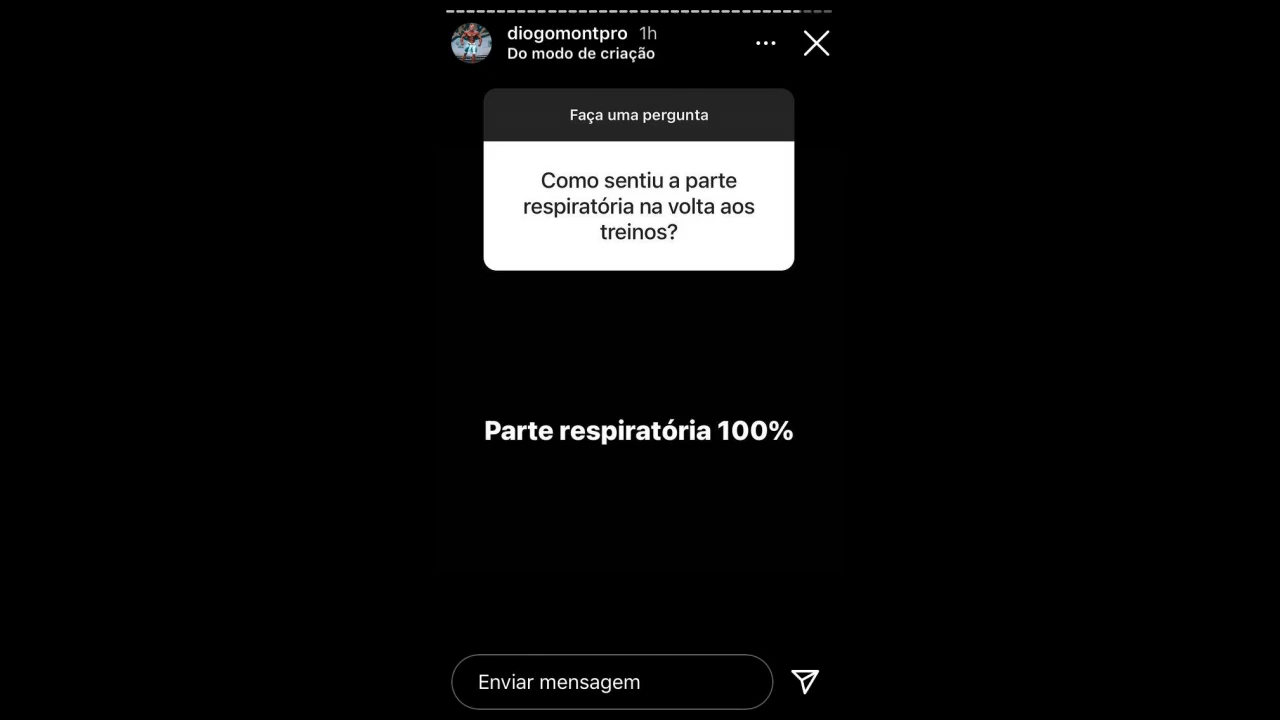 diogomontpro 1h
Do modo de criação
Faça uma pergunta
Como sentiu a parte
respiratória na volta aos
treinos?
Parte respiratória 100%
Enviar mensagem